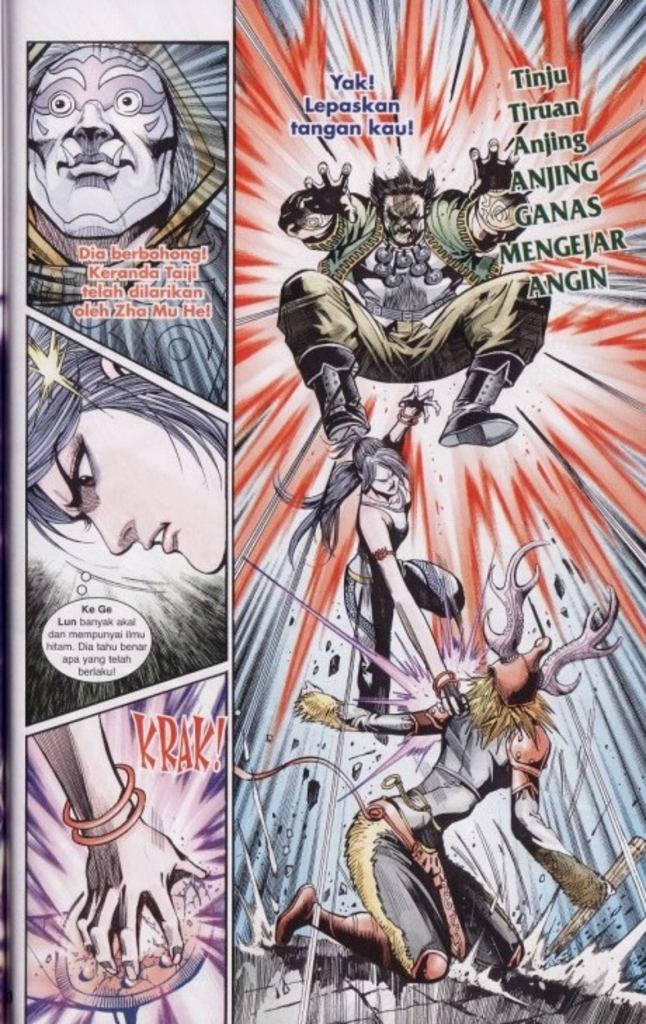 Dia berbohong!
Keranda Taiji
telah dilarikan
oleh Zha Mu He!
Ke Ge
Lun banyak akal
dan mempunyai ilmu
hitam. Dia tahu benar
apa yang telah
berlaku!
KRAK!
Yak!
Lepaskan
tangan kau!
Tinju
Tiruan
Anjing
ANJING
GANAS
MENGEJAR
ANGIN